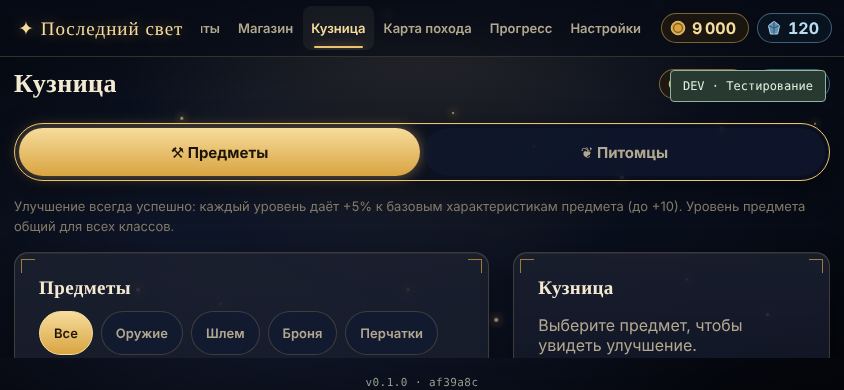 ✦ Последний свет
ты Магазин Кузница Карта похода Прогресс Настройки 9 000 120
Кузница
DEV · Тестирование
⚒ Предметы ❦ Питомцы
Улучшение всегда успешно: каждый уровень даёт +5% к базовым характеристикам предмета (до +10). Уровень предмета
общий для всех классов.
Предметы
Все Оружие Шлем Броня Перчатки
Кузница
Выберите предмет, чтобы
увидеть улучшение.
v0.1.0 · af39a8c